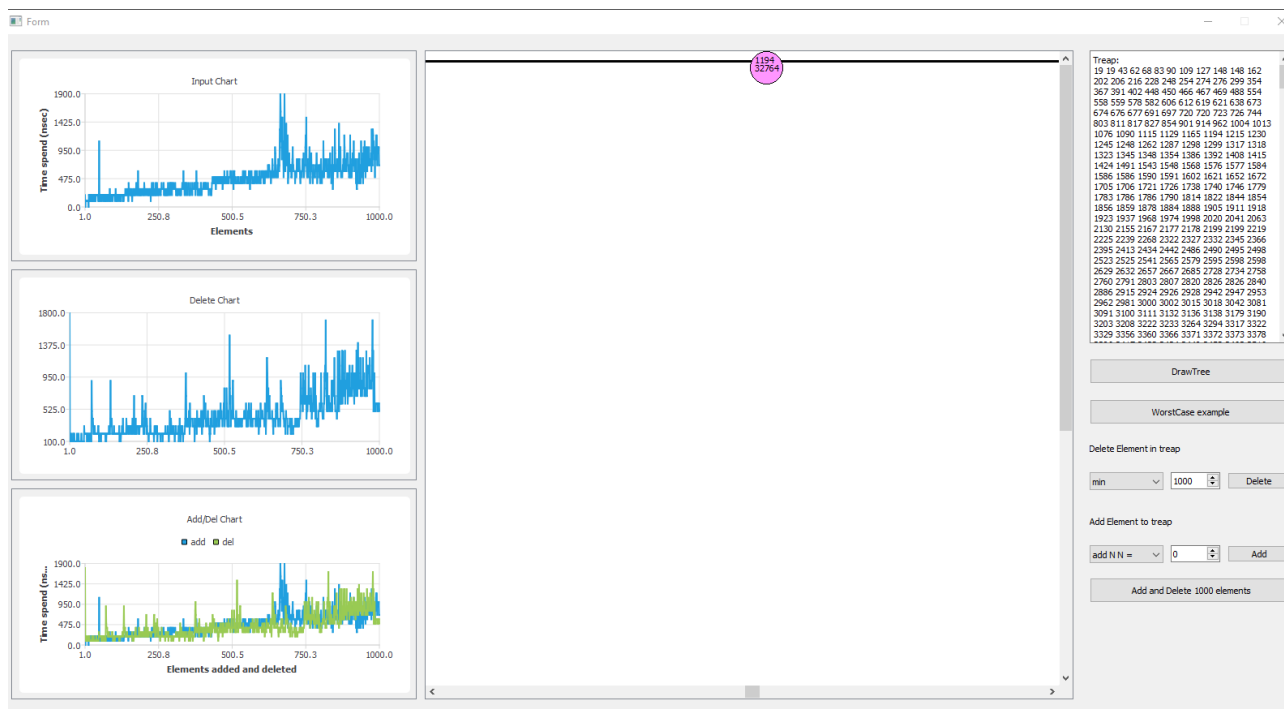 Form
Input Chart
Time spend (nsec)
1900.0
1425.0
950.0
475.0
0.0
1.0 250.8 500.5 750.3 1000.0
Elements
Delete Chart
1800.0
1375.0
950.0
525.0
100.0
1.0 250.8 500.5 750.3 1000.0
Add/Del Chart
add del
Time spend (ns...
1900.0
1425.0
950.0
475.0
0.0
1.0 250.8 500.5 750.3 1000.0
Elements added and deleted
1194
32764
Treap:
19 19 43 62 68 83 90 109 127 148 148 162
202 206 216 228 248 254 274 276 299 354
367 391 402 448 450 466 467 469 488 554
558 559 578 582 606 612 619 621 638 673
674 676 677 691 697 720 720 723 726 744
803 811 817 827 854 901 914 962 1004 1013
1076 1090 1115 1129 1165 1194 1215 1230
1245 1248 1262 1287 1298 1299 1317 1318
1323 1345 1348 1354 1386 1392 1408 1415
1424 1491 1543 1548 1568 1576 1577 1584
1586 1586 1590 1591 1602 1621 1652 1672
1705 1706 1721 1726 1738 1740 1746 1779
1783 1786 1786 1790 1814 1822 1844 1854
1856 1859 1878 1884 1888 1905 1911 1918
1923 1937 1968 1974 1998 2020 2041 2063
2130 2155 2167 2177 2178 2199 2199 2219
2225 2239 2268 2322 2327 2332 2345 2366
2395 2413 2434 2442 2486 2490 2495 2498
2523 2525 2541 2565 2579 2595 2598 2598
2629 2632 2657 2667 2685 2728 2734 2758
2760 2791 2803 2807 2820 2826 2826 2840
2886 2915 2924 2926 2928 2942 2947 2953
2962 2981 3000 3002 3015 3018 3042 3081
3091 3100 3111 3132 3136 3138 3179 3190
3203 3208 3222 3233 3264 3294 3317 3322
3329 3356 3360 3366 3371 3372 3373 3378
DrawTree
WorstCase example
Delete Element in treap
min 1000 Delete
Add Element to treap
add N N = 0 Add
Add and Delete 1000 elements